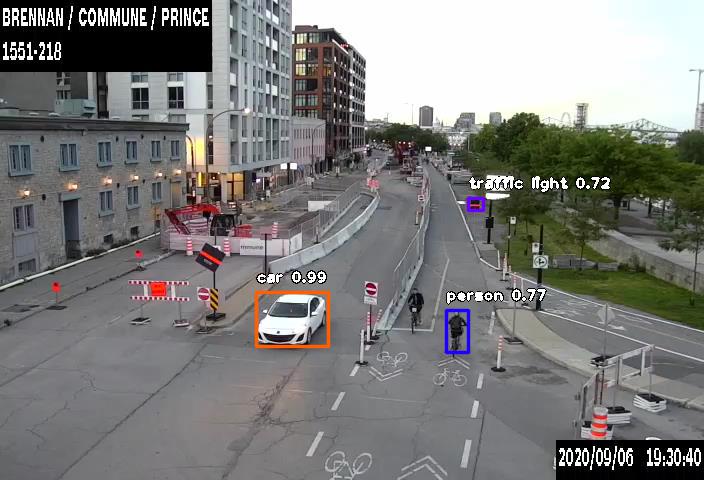 BRENNAN / COMMUNE / PRINCE
1551-218
traffic light 0.72
car 0.99
person 0.77
2020/09/06 19:30:40